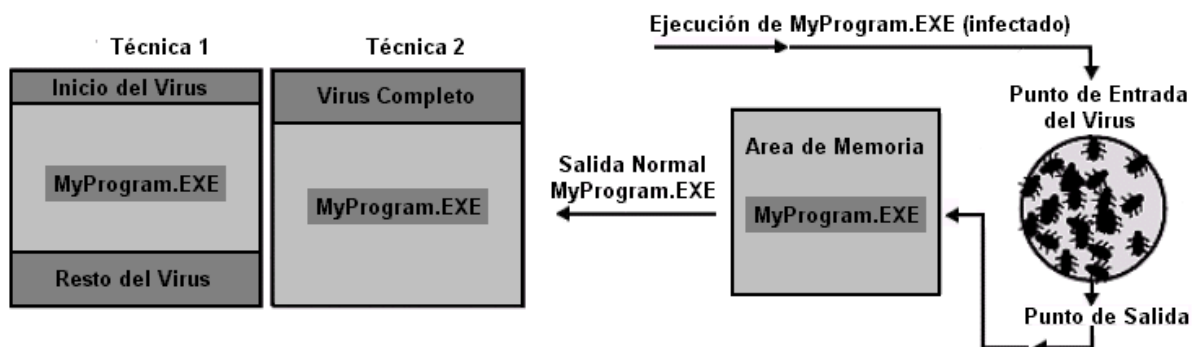 Técnica 1
Inicio del Virus
MyProgram.EXE
Resto del Virus
Técnica 2
Virus Completo
MyProgram.EXE
Ejecución de MyProgram.EXE (infectado)
Punto de Entrada
del Virus
Area de Memoria
MyProgram.EXE
Salida Normal
MyProgram.EXE
Punto de Salida